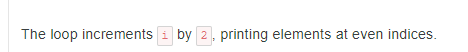 The loop increments i by 2, printing elements at even indices.